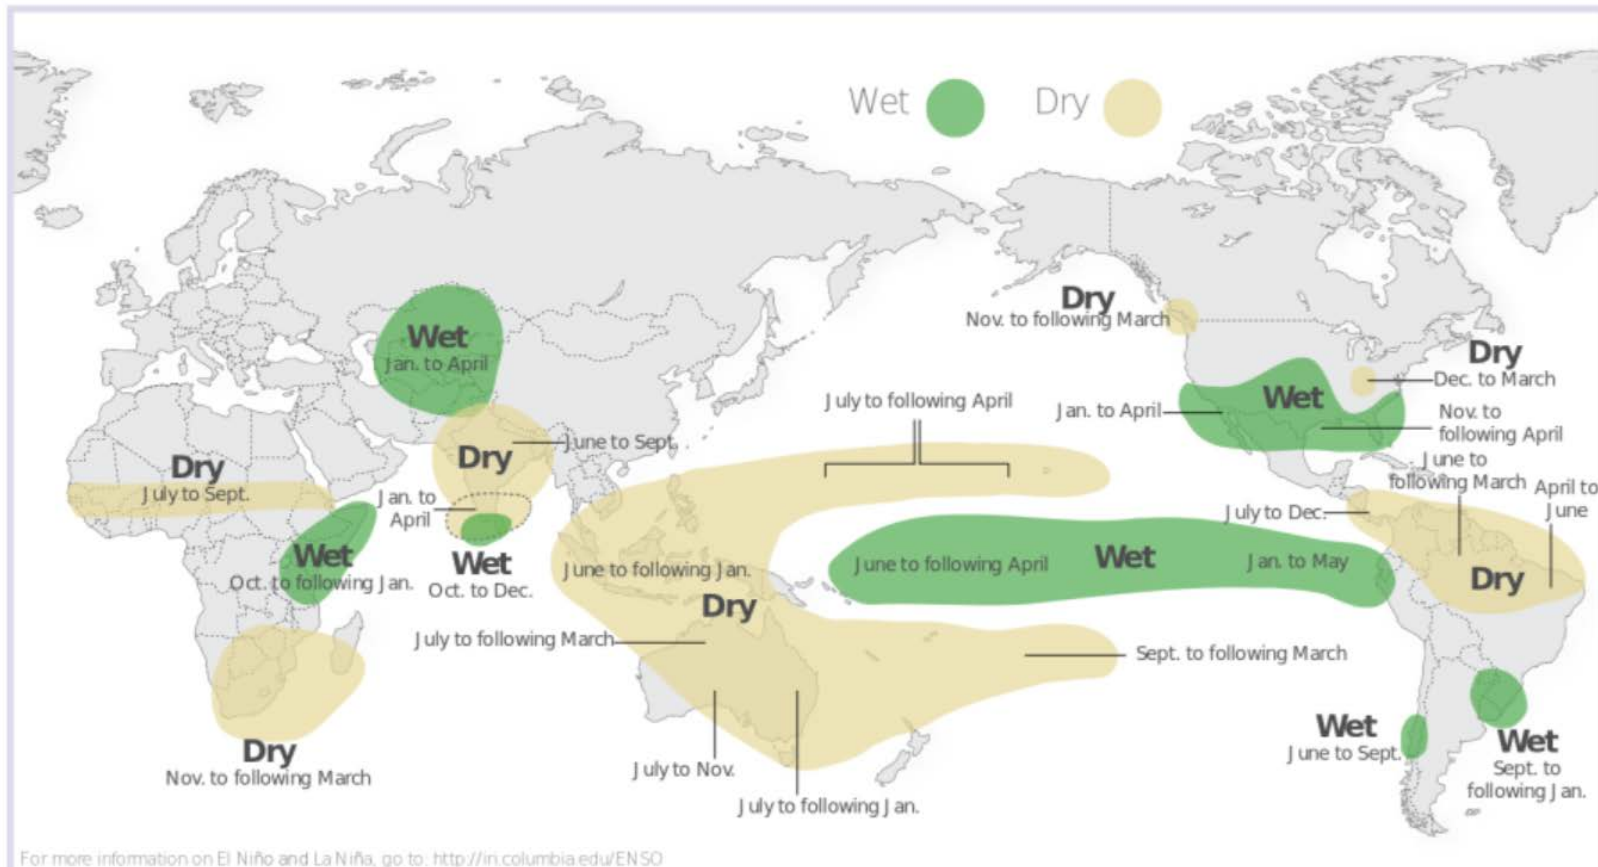 Wet
Dry
Dry
Nov. to following March
Wet
Jan. to April
Dry
Dec. to March
July to following April
Jan. to April
Wet
Nov. to
following April
June to Sept.
Dry
Dry
July to Sept.
Jan. to
April
June to
following March
April to
June
July to Dec.
Wet
Oct. to following Jan.
Wet
Oct. to Dec.
June to following Jan.
Dry
June to following April
Wet
Jan. to May
Dry
July to following March
Sept. to following March
Dry
Nov. to following March
July to Nov.
July to following Jan.
Wet
June to Sept.
Wet
Sept. to
following Jan.
For more information on El Niño and La Niña, go to: http://in.columbia.edu/ENSO